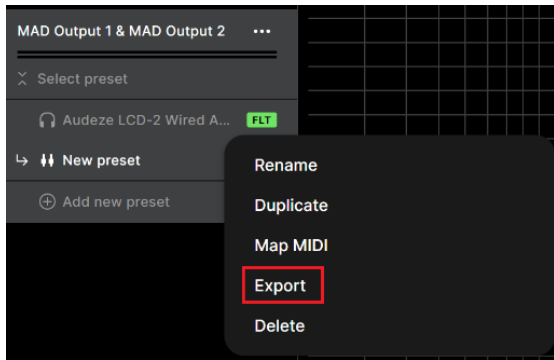 MAD Output 1 & MAD Output 2 ...
Select preset
Audeze LCD-2 Wired A... FLT
New preset
Add new preset
Rename
Duplicate
Map MIDI
Export
Delete